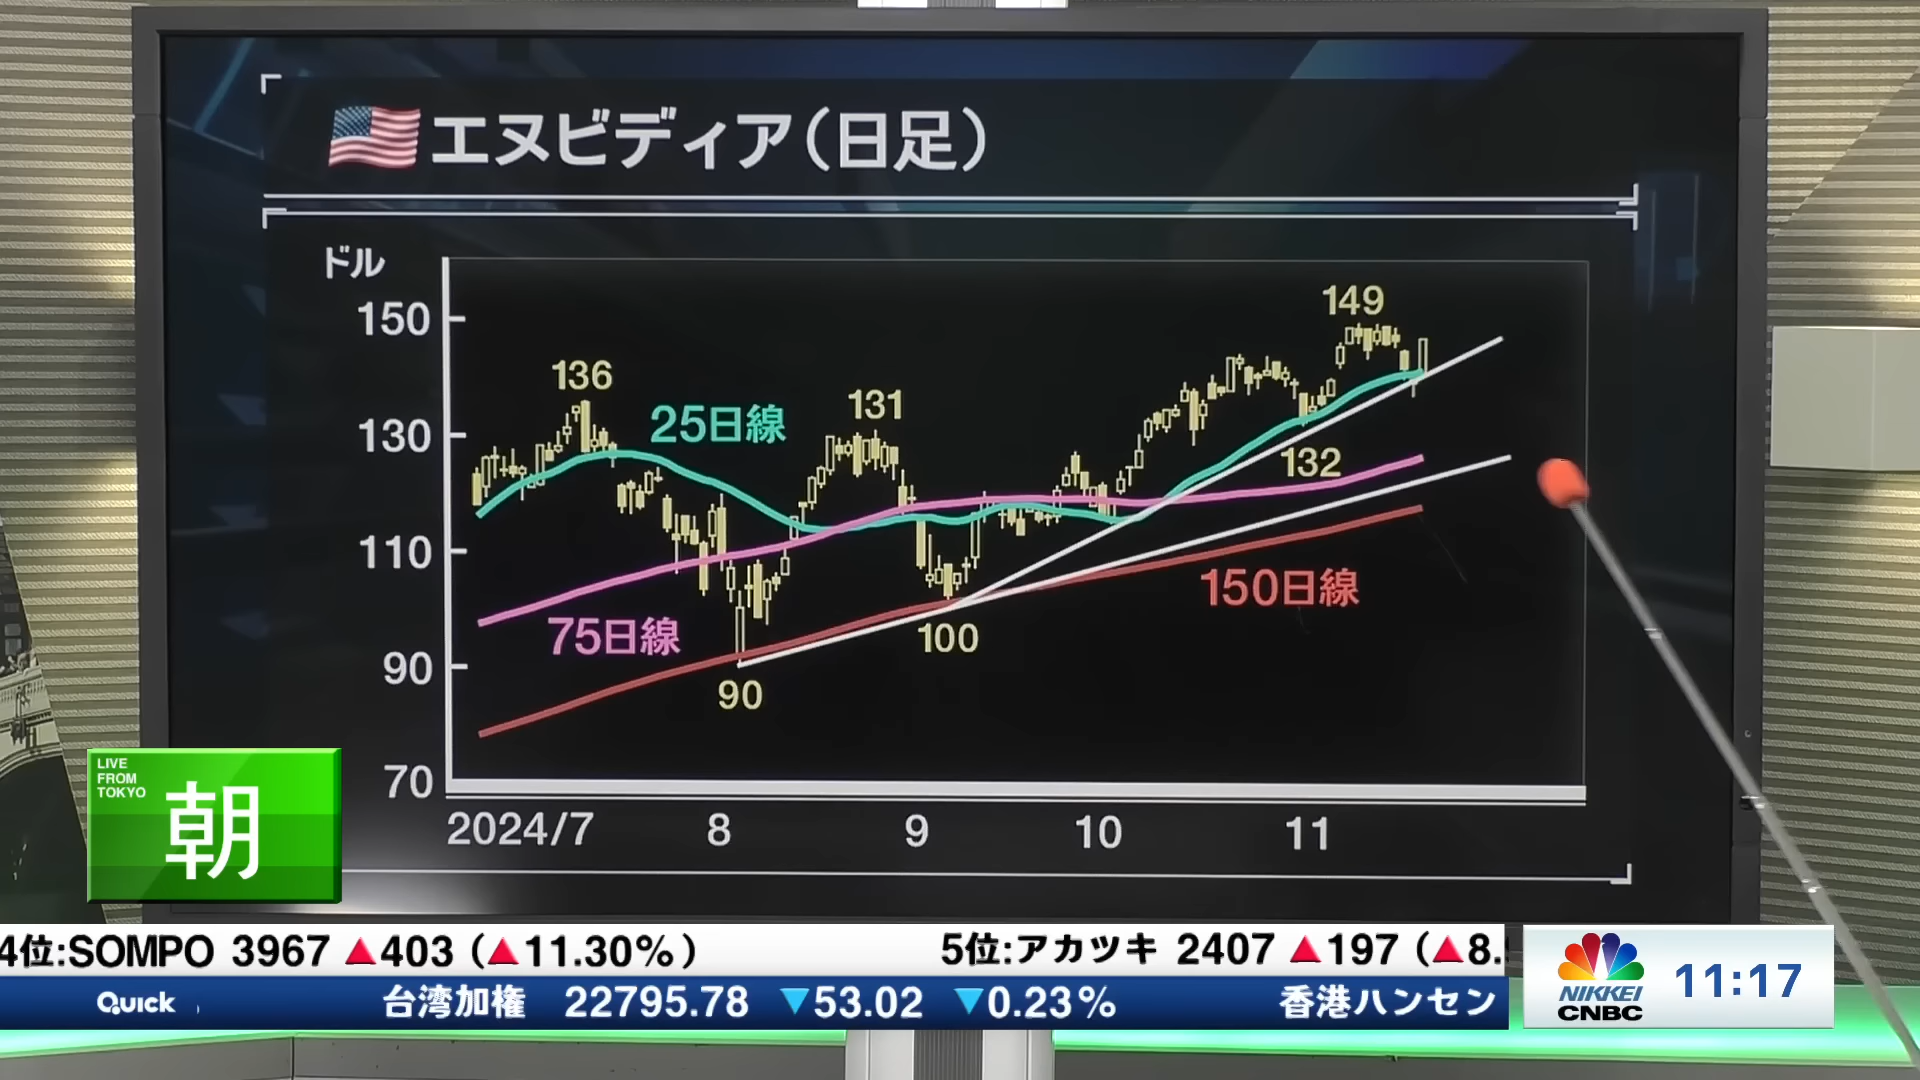 エヌビディア（日足）
ドル
150
130
110
90
70
136
131
149
132
100
90
25日線
75日線
150日線
2024/7 8 9 10 11
LIVE
FROM
TOKYO
朝
4位:SOMPO 3967 ▲403 (▲11.30%) 5位:アカツキ 2407 ▲197 (▲8.
QUICK 台湾加権 22795.78 ▼53.02 ▼0.23% 香港ハンセン
NIKKEI
CNBC
11:17